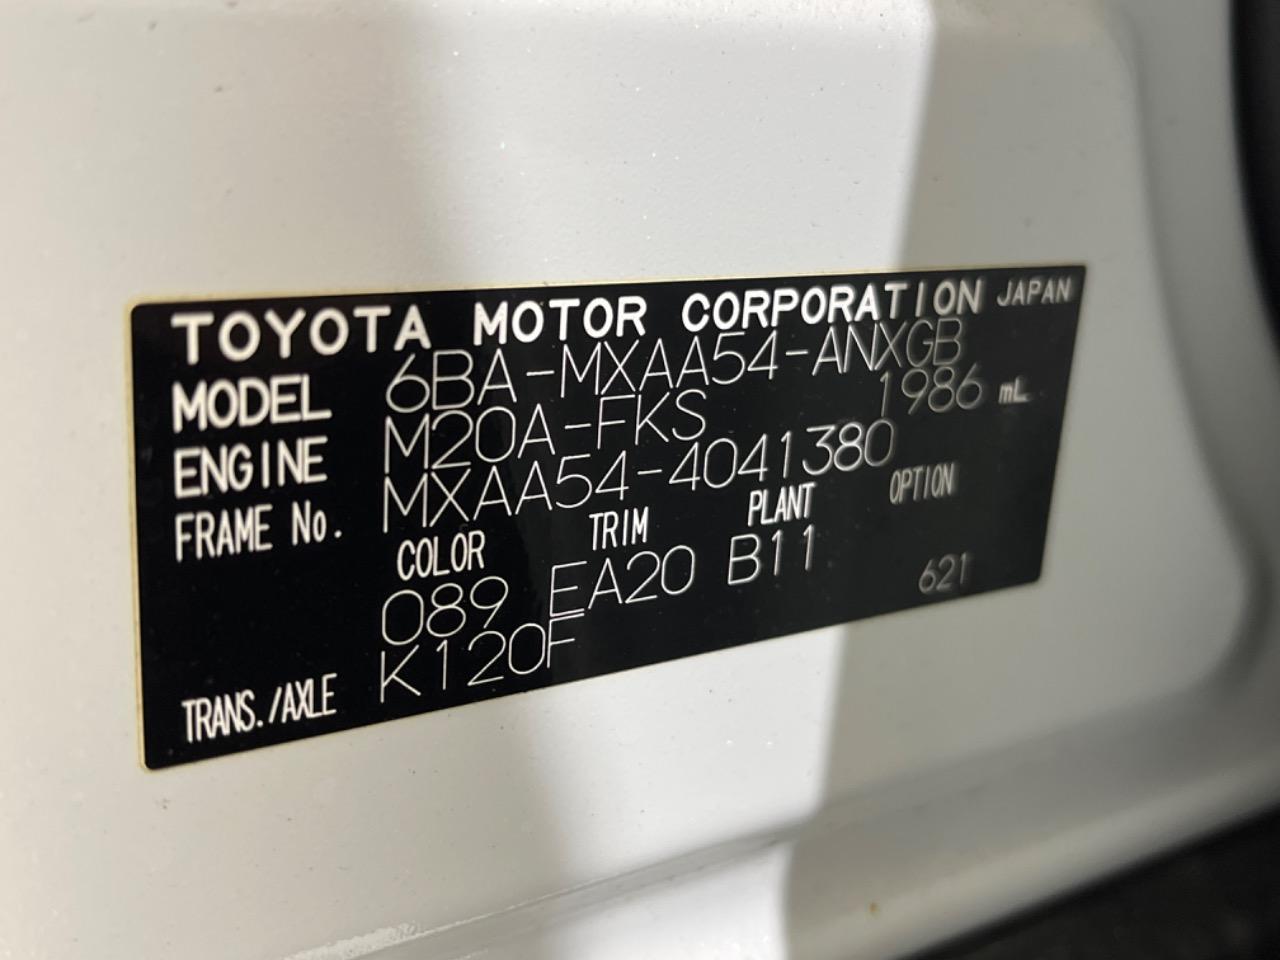 TOYOTA MOTOR CORPORATION JAPAN
MODEL 6BA-MXAA54-ANXGB
ENGINE M20A-FKS 1986 mL
FRAME No. MXAA54-4041380
COLOR TRIM PLANT OPTION
089 EA20 B11 621
TRANS./AXLE K120F